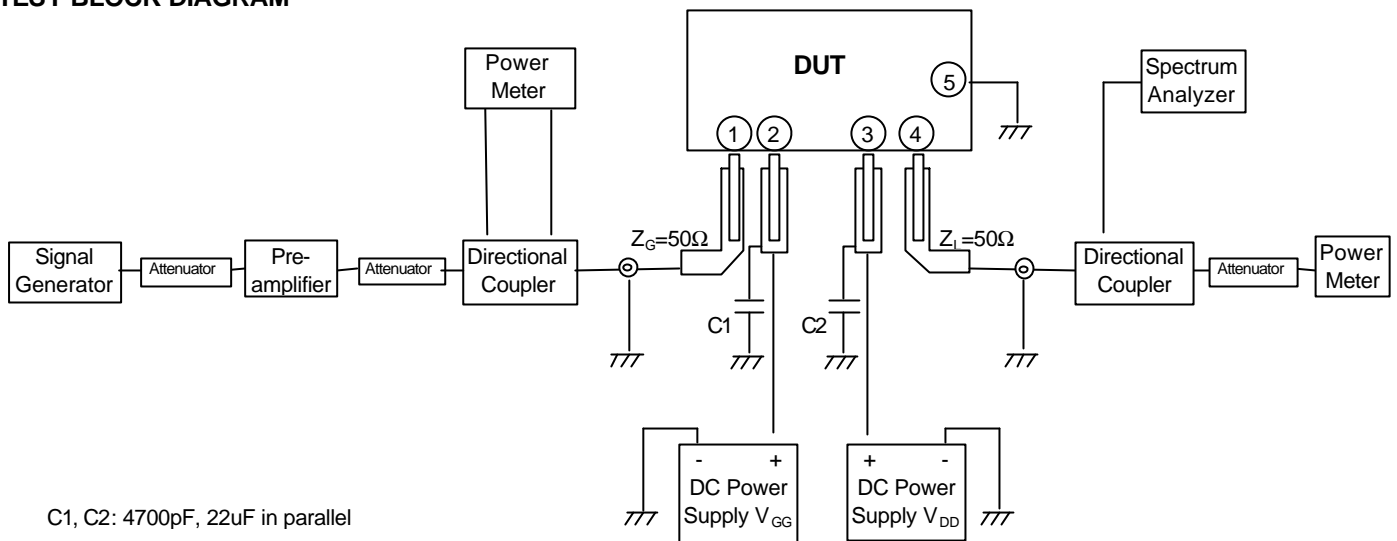 TEST BLOCK DIAGRAM
DUT
5
1
2
3
4
Power
Meter
Spectrum
Analyzer
Signal
Generator
Attenuator
Pre-
amplifier
Attenuator
Directional
Coupler
Z_G=50Ω
Z_L=50Ω
Directional
Coupler
Attenuator
Power
Meter
C1
C2
- +
DC Power
Supply V_GG
+ -
DC Power
Supply V_DD
C1, C2: 4700pF, 22uF in parallel